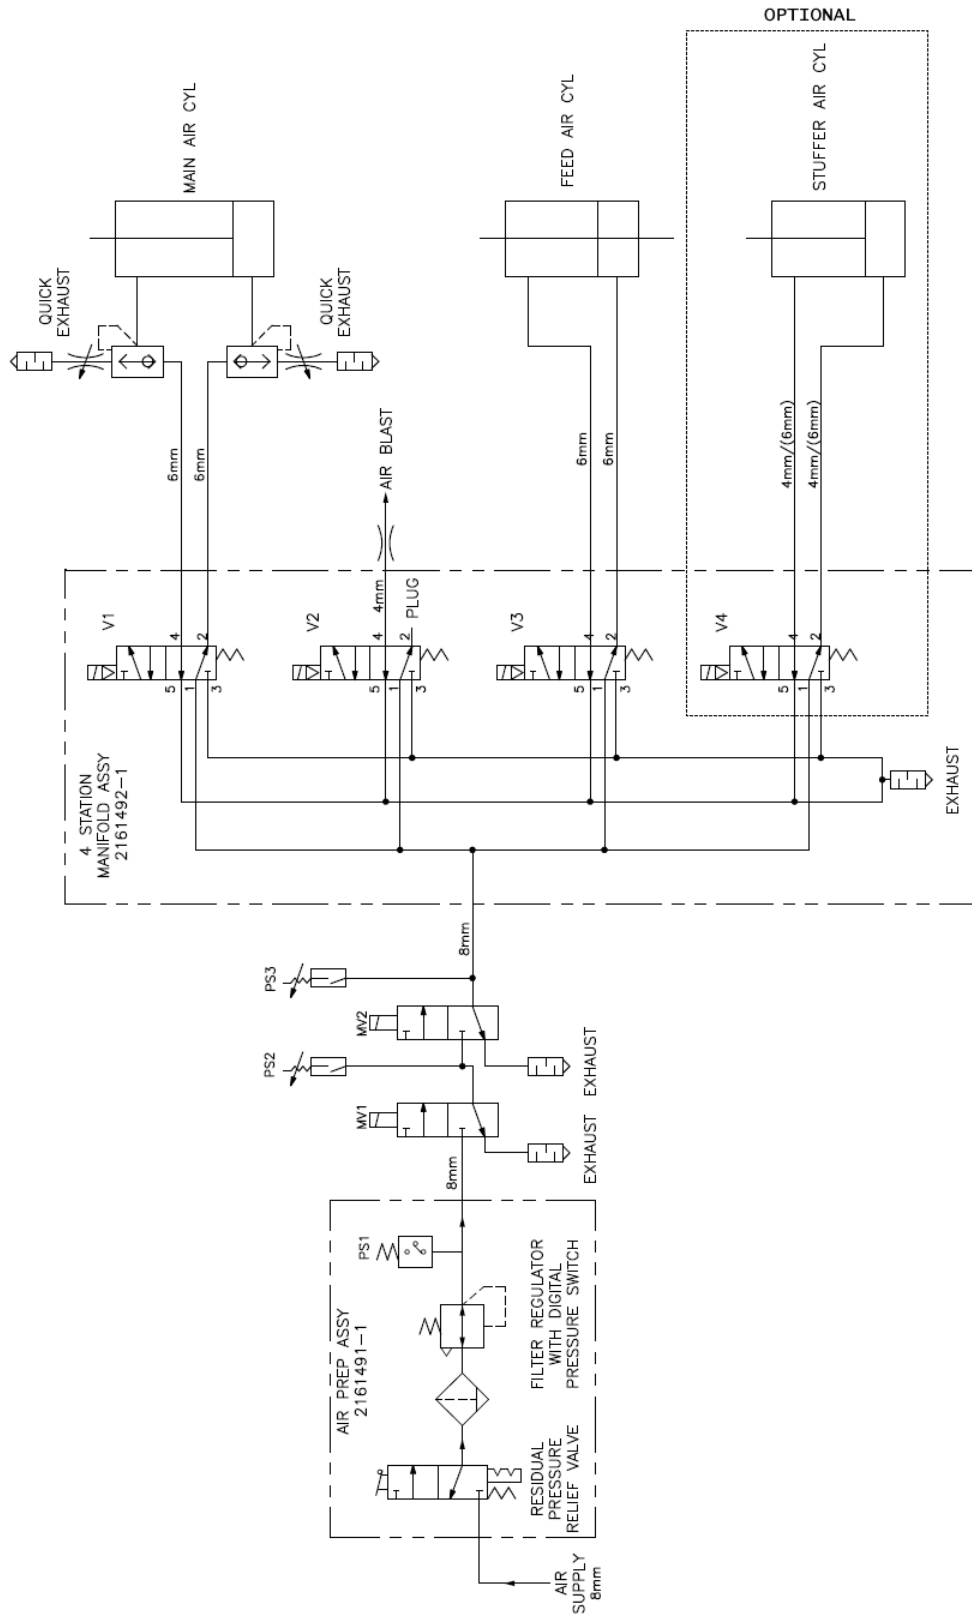 OPTIONAL
MAIN AIR CYL
FEED AIR CYL
STUFFER AIR CYL
QUICK
EXHAUST
QUICK
EXHAUST
6mm
6mm
AIR BLAST
6mm
6mm
4mm/(6mm)
4mm/(6mm)
4mm
PLUG
V1
4
2
5
1
3
V2
4
2
5
1
3
V3
4
2
5
1
3
V4
4
2
5
1
3
4 STATION
MANIFOLD ASSY
2161492-1
EXHAUST
8mm
PS3
MV2
EXHAUST
PS2
MV1
EXHAUST
8mm
PS1
AIR PREP ASSY
2161491-1
FILTER REGULATOR
WITH DIGITAL
PRESSURE SWITCH
RESIDUAL
PRESSURE
RELIEF VALVE
AIR
SUPPLY
8mm